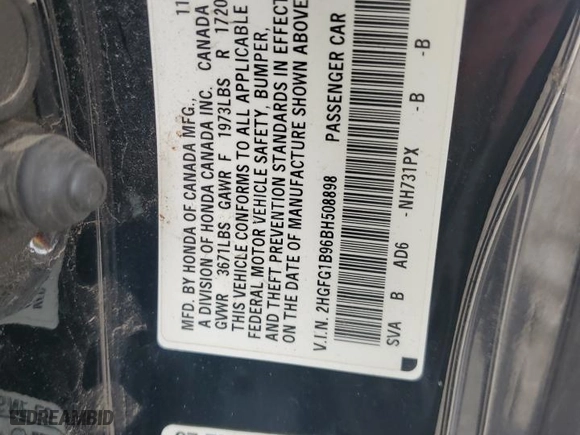 MFD. BY HONDA OF CANADA MFG., 11
A DIVISION OF HONDA CANADA INC. CANADA
GVWR 3671LBS GAWR F 1973LBS R 1720
THIS VEHICLE CONFORMS TO ALL APPLICABLE
FEDERAL MOTOR VEHICLE SAFETY, BUMPER,
AND THEFT PREVENTION STANDARDS IN EFFECT
ON THE DATE OF MANUFACTURE SHOWN ABOVE
V.I.N. 2HGFG1B96BH508898 PASSENGER CAR
SVA B AD6 -NH731PX -B -B
DREAMBID